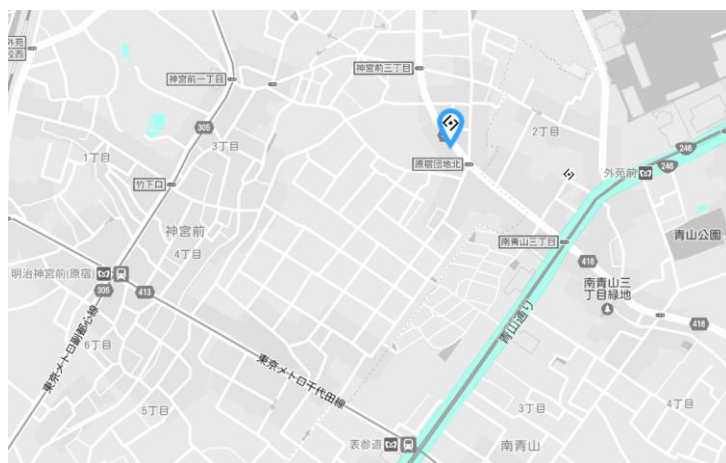 外苑
校西
神宮前三丁目
神宮前一丁目
305
3丁目
2丁目
246
1丁目
原宿団地北
外苑前
246
竹下口
神宮前
4丁目
南青山三丁目
青山公園
418
明治神宮前(原宿)
305
413
南青山三
丁目緑地
418
青山通り
6丁目
東京メトロ副都心線
東京メトロ千代田線
5丁目
3丁目
4丁目
表参道
南青山